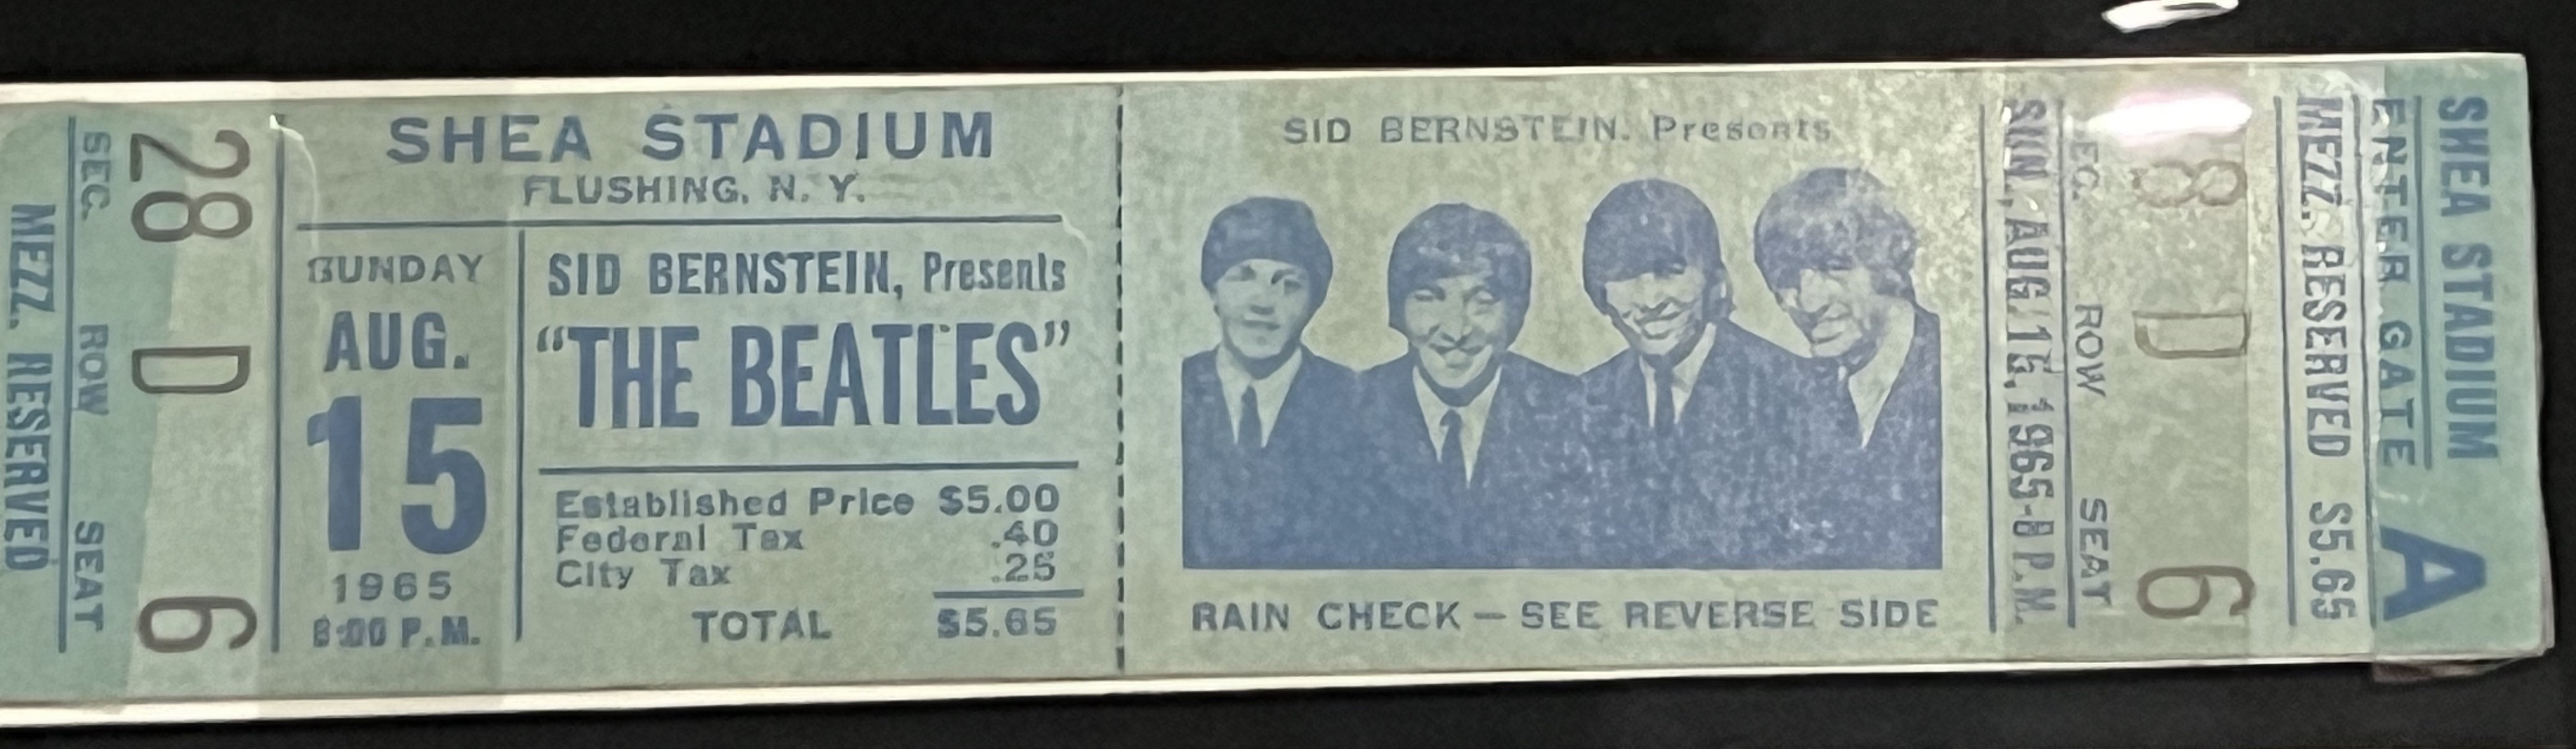 MEZZ. RESERVED
SEC. ROW SEAT
28 D 6
SHEA STADIUM
FLUSHING, N. Y.
SUNDAY
AUG.
15
1965
8:00 P.M.
SID BERNSTEIN, Presents
“THE BEATLES”
Established Price $5.00
Federal Tax .40
City Tax .25
TOTAL $5.65
SID BERNSTEIN. Presents
RAIN CHECK — SEE REVERSE SIDE
SUN., AUG. 15, 1965-8 P.M.
SEC. ROW SEAT
8 D 6
MEZZ. RESERVED $5.65
ENTER GATE A
SHEA STADIUM